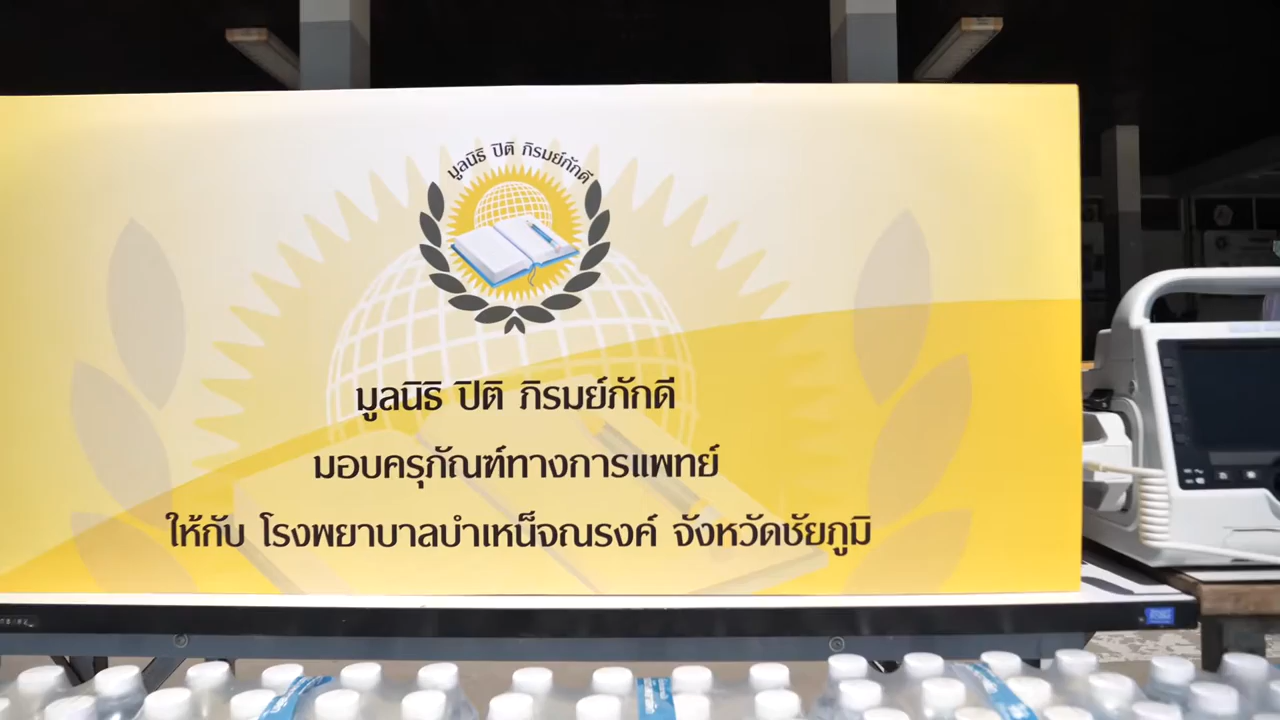 มูลนิธิ ปิติ ภิรมย์ภักดี
มูลนิธิ ปิติ ภิรมย์ภักดี
มอบครุภัณฑ์ทางการแพทย์
ให้กับ โรงพยาบาลบำเหน็จณรงค์ จังหวัดชัยภูมิ